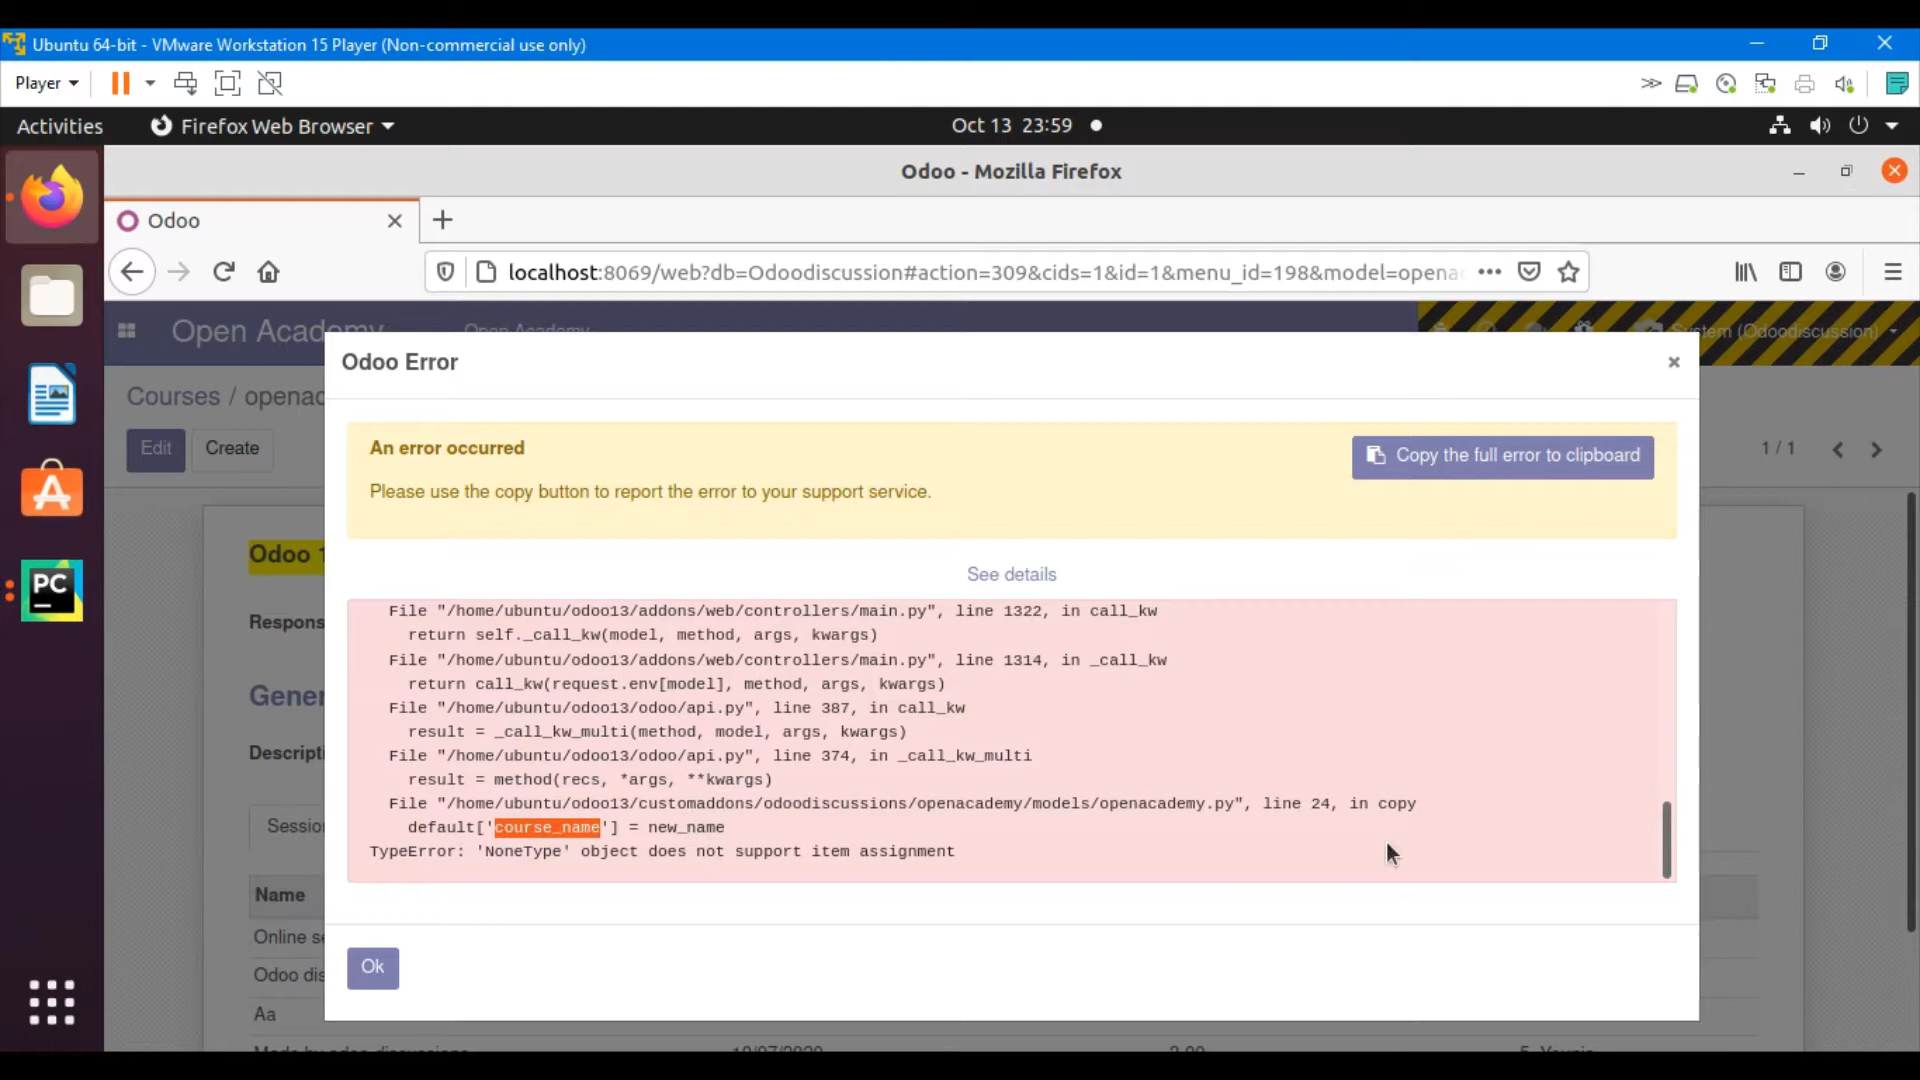 Ubuntu 64-bit - VMware Workstation 15 Player (Non-commercial use only)
Player
Activities
Firefox Web Browser
Oct 13 23:59
Odoo - Mozilla Firefox
Odoo
localhost:8069/web?db=Odoodiscussion#action=309&cids=1&id=1&menu_id=198&model=opena
Open Academy
Open Academy
System (Odoodiscussion)
Courses / openac
Edit
Create
1 / 1
Odoo Error
An error occurred
Copy the full error to clipboard
Please use the copy button to report the error to your support service.
See details
File "/home/ubuntu/odoo13/addons/web/controllers/main.py", line 1322, in call_kw
return self._call_kw(model, method, args, kwargs)
File "/home/ubuntu/odoo13/addons/web/controllers/main.py", line 1314, in _call_kw
return call_kw(request.env[model], method, args, kwargs)
File "/home/ubuntu/odoo13/odoo/api.py", line 387, in call_kw
result = _call_kw_multi(method, model, args, kwargs)
File "/home/ubuntu/odoo13/odoo/api.py", line 374, in _call_kw_multi
result = method(recs, *args, **kwargs)
File "/home/ubuntu/odoo13/customaddons/odoodiscussions/openacademy/models/openacademy.py", line 24, in copy
default['course_name'] = new_name
TypeError: 'NoneType' object does not support item assignment
Ok
Odoo 1
Respons
Gener
Descripti
Session
Name
Online se
Odoo dis
Aa
PC